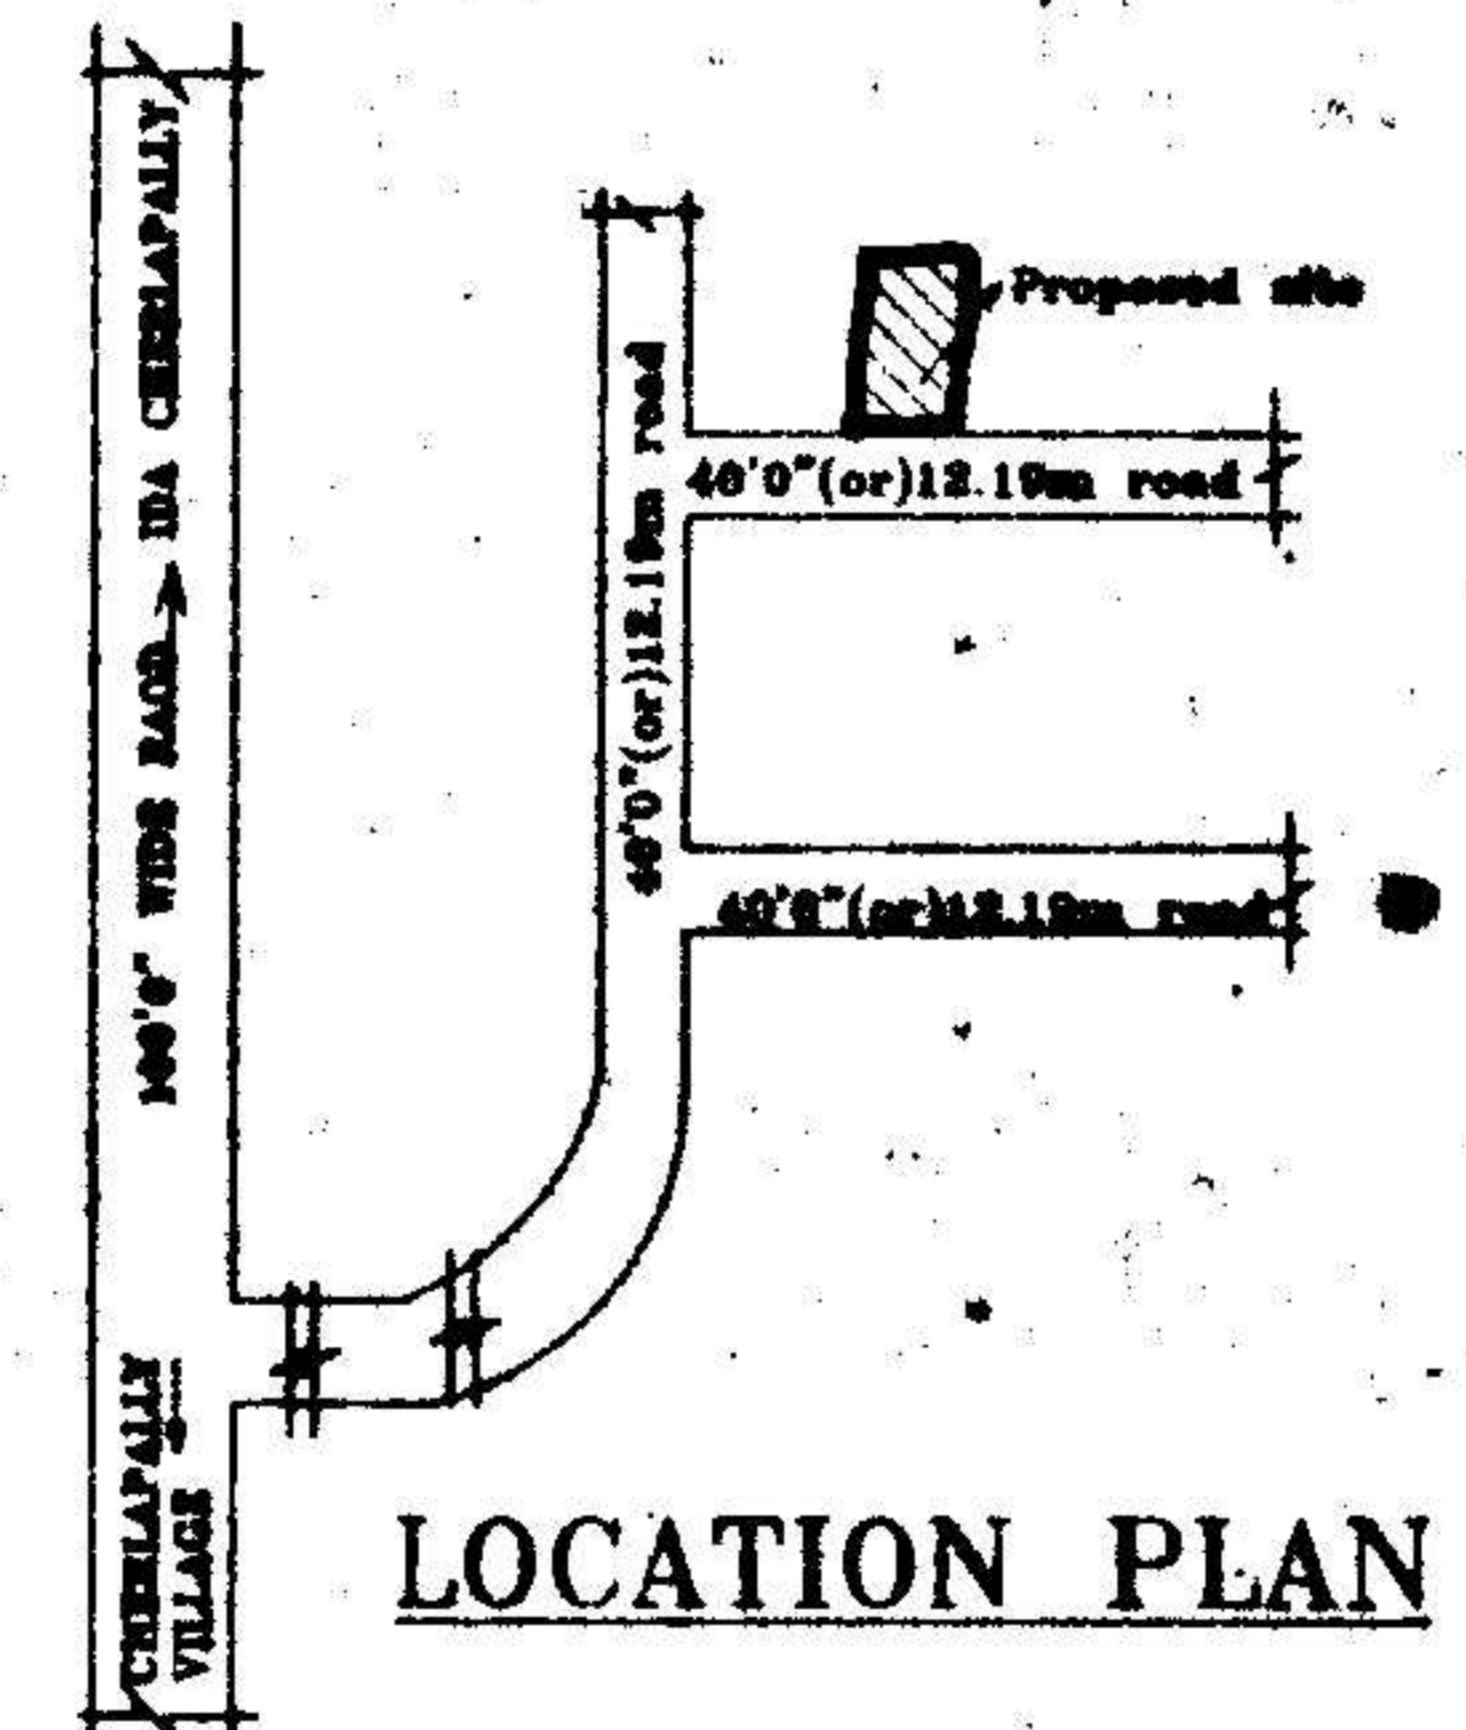 100'0" WIDE RAOD → IDA CHERLAPALLY
Proposed site
40'0"(or)12.19m road
40'0"(or)12.19m road
40'0"(or)12.19m road
CHERLAPALLY
VILLAGE
LOCATION PLAN